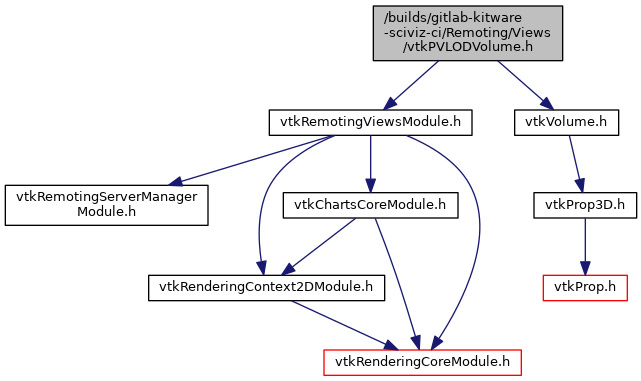 /builds/gitlab-kitware
-sciviz-ci/Remoting/Views
/vtkPVLODVolume.h
vtkRemotingViewsModule.h
vtkVolume.h
vtkRemotingServerManager
Module.h
vtkChartsCoreModule.h
vtkProp3D.h
vtkRenderingContext2DModule.h
vtkProp.h
vtkRenderingCoreModule.h